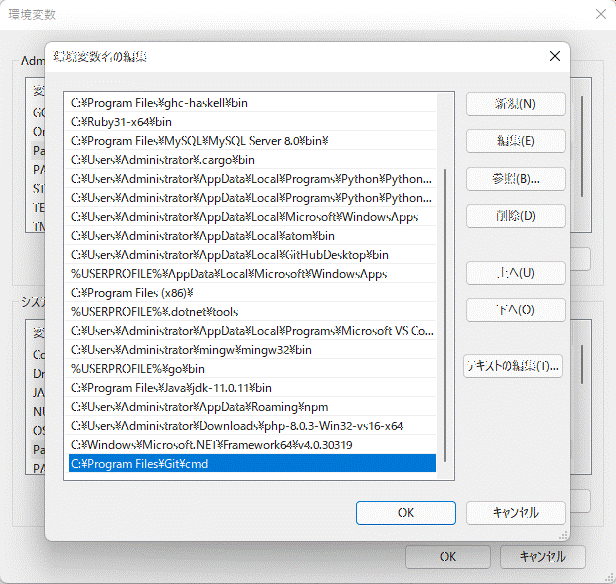 環境変数
Adm
環境変数名の編集
変
GO
On
Pa
PA
ST
TE
TM
C:¥Program Files¥ghc-haskell¥bin
C:¥Ruby31-x64¥bin
C:¥Program Files¥MySQL¥MySQL Server 8.0¥bin¥
C:¥Users¥Administrator¥.cargo¥bin
C:¥Users¥Administrator¥AppData¥Local¥Programs¥Python¥Python...
C:¥Users¥Administrator¥AppData¥Local¥Programs¥Python¥Python...
C:¥Users¥Administrator¥AppData¥Local¥Microsoft¥WindowsApps
C:¥Users¥Administrator¥AppData¥Local¥atom¥bin
C:¥Users¥Administrator¥AppData¥Local¥GitHubDesktop¥bin
%USERPROFILE%¥AppData¥Local¥Microsoft¥WindowsApps
C:¥Program Files (x86)¥
%USERPROFILE%¥.dotnet¥tools
C:¥Users¥Administrator¥AppData¥Local¥Programs¥Microsoft VS Co...
C:¥Users¥Administrator¥mingw¥mingw32¥bin
%USERPROFILE%¥go¥bin
C:¥Program Files¥Java¥jdk-11.0.11¥bin
C:¥Users¥Administrator¥AppData¥Roaming¥npm
C:¥Users¥Administrator¥Downloads¥php-8.0.3-Win32-vs16-x64
C:¥Windows¥Microsoft.NET¥Framework64¥v4.0.30319
C:¥Program Files¥Git¥cmd
新規(N)
編集(E)
参照(B)...
削除(D)
上へ(U)
下へ(O)
テキストの編集(T)...
シス
変
Co
Dri
JA
NU
OS
Pa
PA
OK
キャンセル
OK
キャンセル